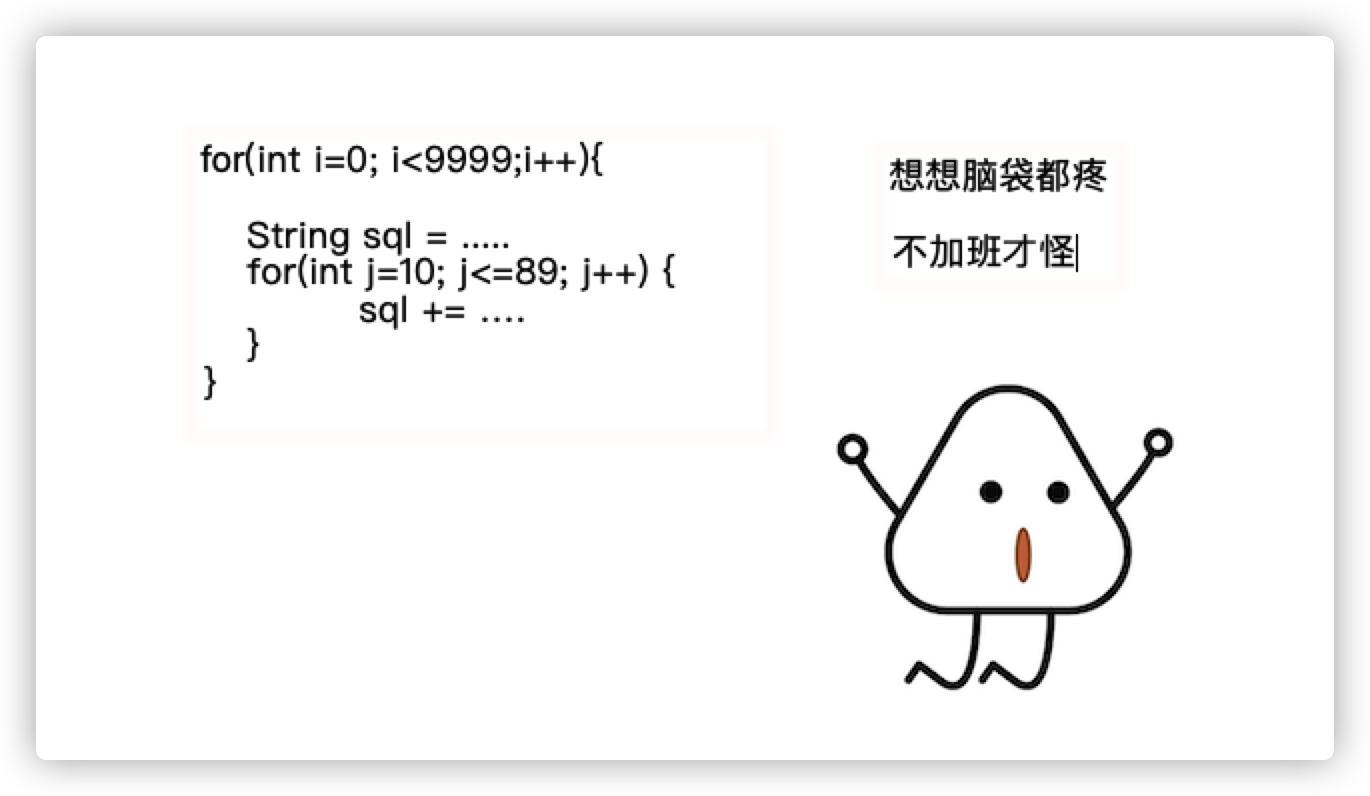 for(int i=0; i<9999;i++){
String sql = .....
for(int j=10; j<=89; j++) {
sql += ....
}
}
想想脑袋都疼
不加班才怪